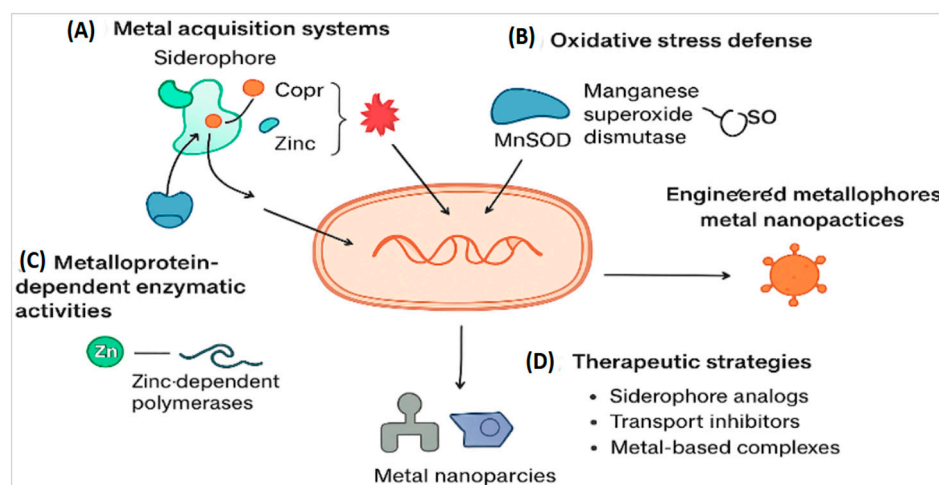 (A) Metal acquisition systems
Siderophore
Copr
Zinc
(B) Oxidative stress defense
MnSOD
Manganese
superoxide
dismutase
SO
Engineered metallophores
metal nanopactices
(C) Metalloprotein-
dependent enzymatic
activities
Zn
Zinc-dependent
polymerases
Metal nanoparcies
(D) Therapeutic strategies
• Siderophore analogs
• Transport inhibitors
• Metal-based complexes